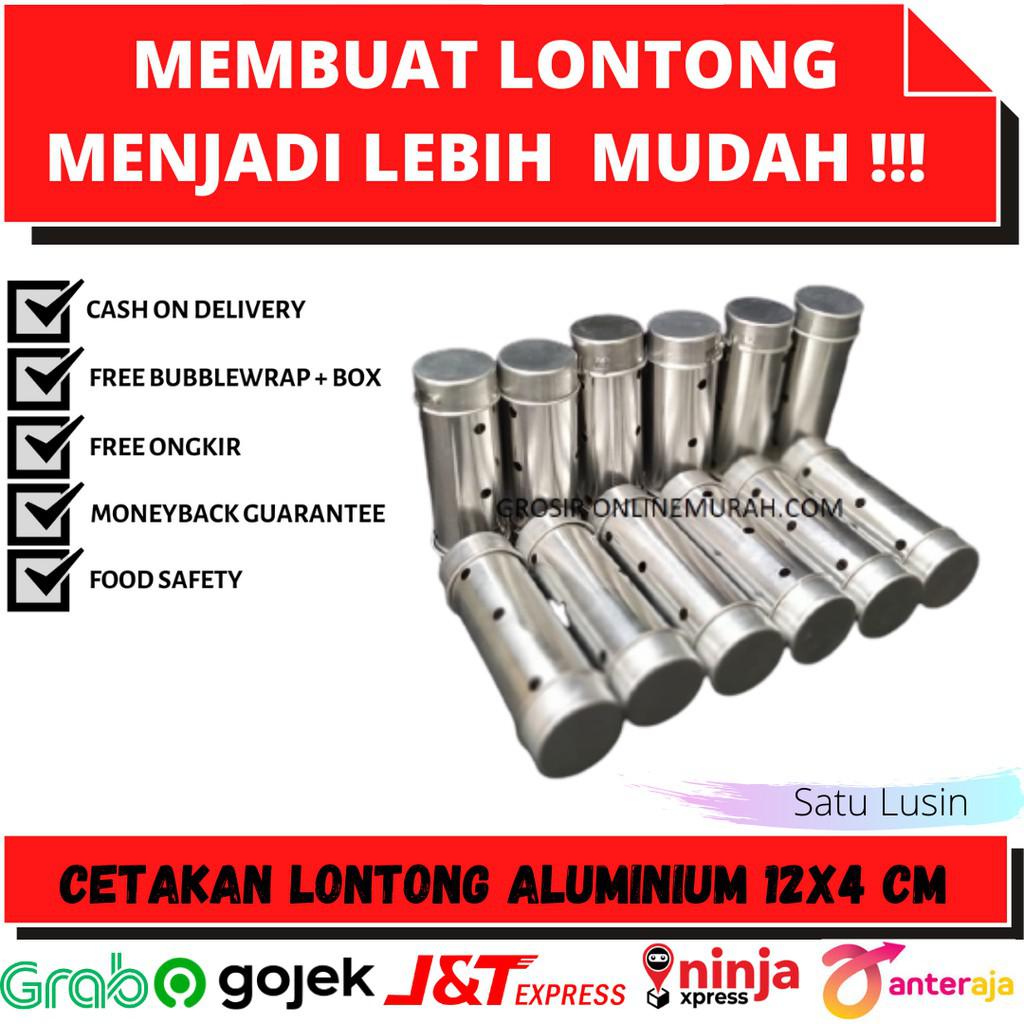 MEMBUAT LONTONG
MENJADI LEBIH MUDAH !!!
CASH ON DELIVERY
FREE BUBBLEWRAP + BOX
FREE ONGKIR
MONEYBACK GUARANTEE
FOOD SAFETY
GROSIR-ONLINEMURAH.COM
Satu Lusin
CETAKAN LONTONG ALUMINIUM 12X4 CM
Grab gojek J&T EXPRESS ninja xpress anteraja